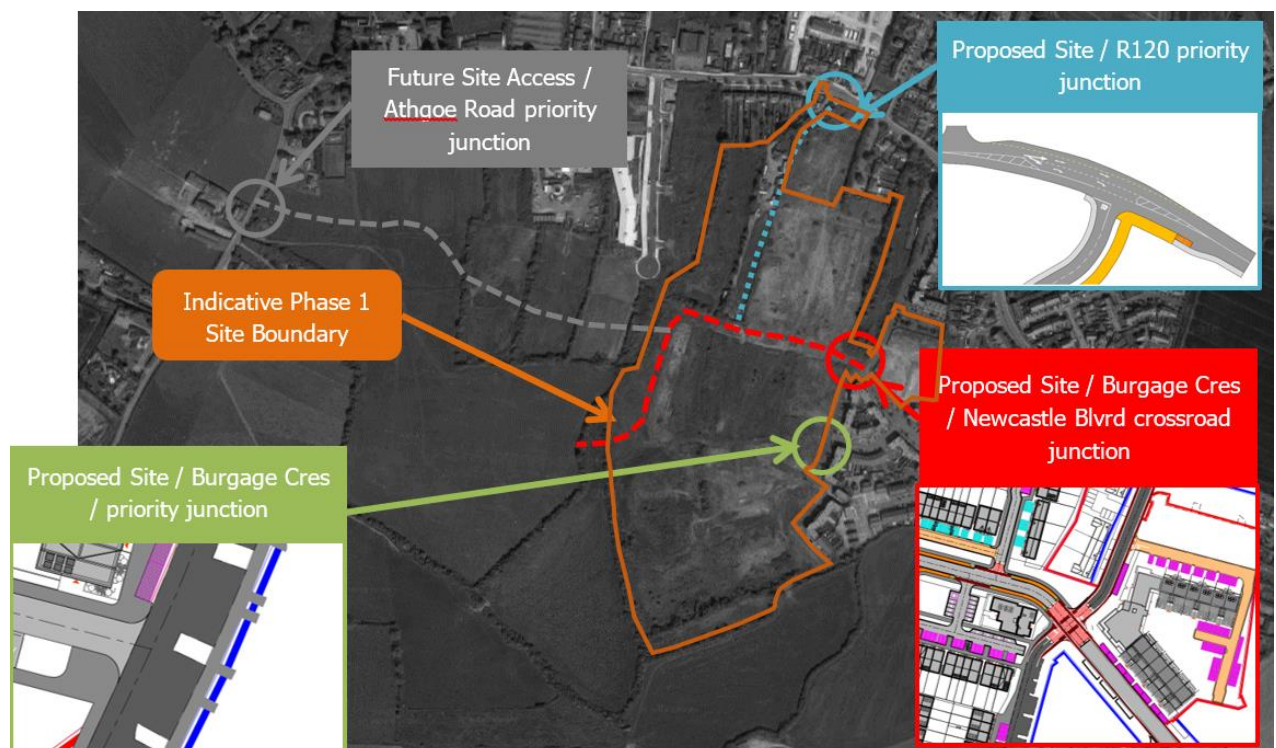 Future Site Access /
Athgoe Road priority
junction
Proposed Site / R120 priority
junction
Indicative Phase 1
Site Boundary
Proposed Site / Burgage Cres
/ Newcastle Blvrd crossroad
junction
Proposed Site / Burgage Cres
/ priority junction